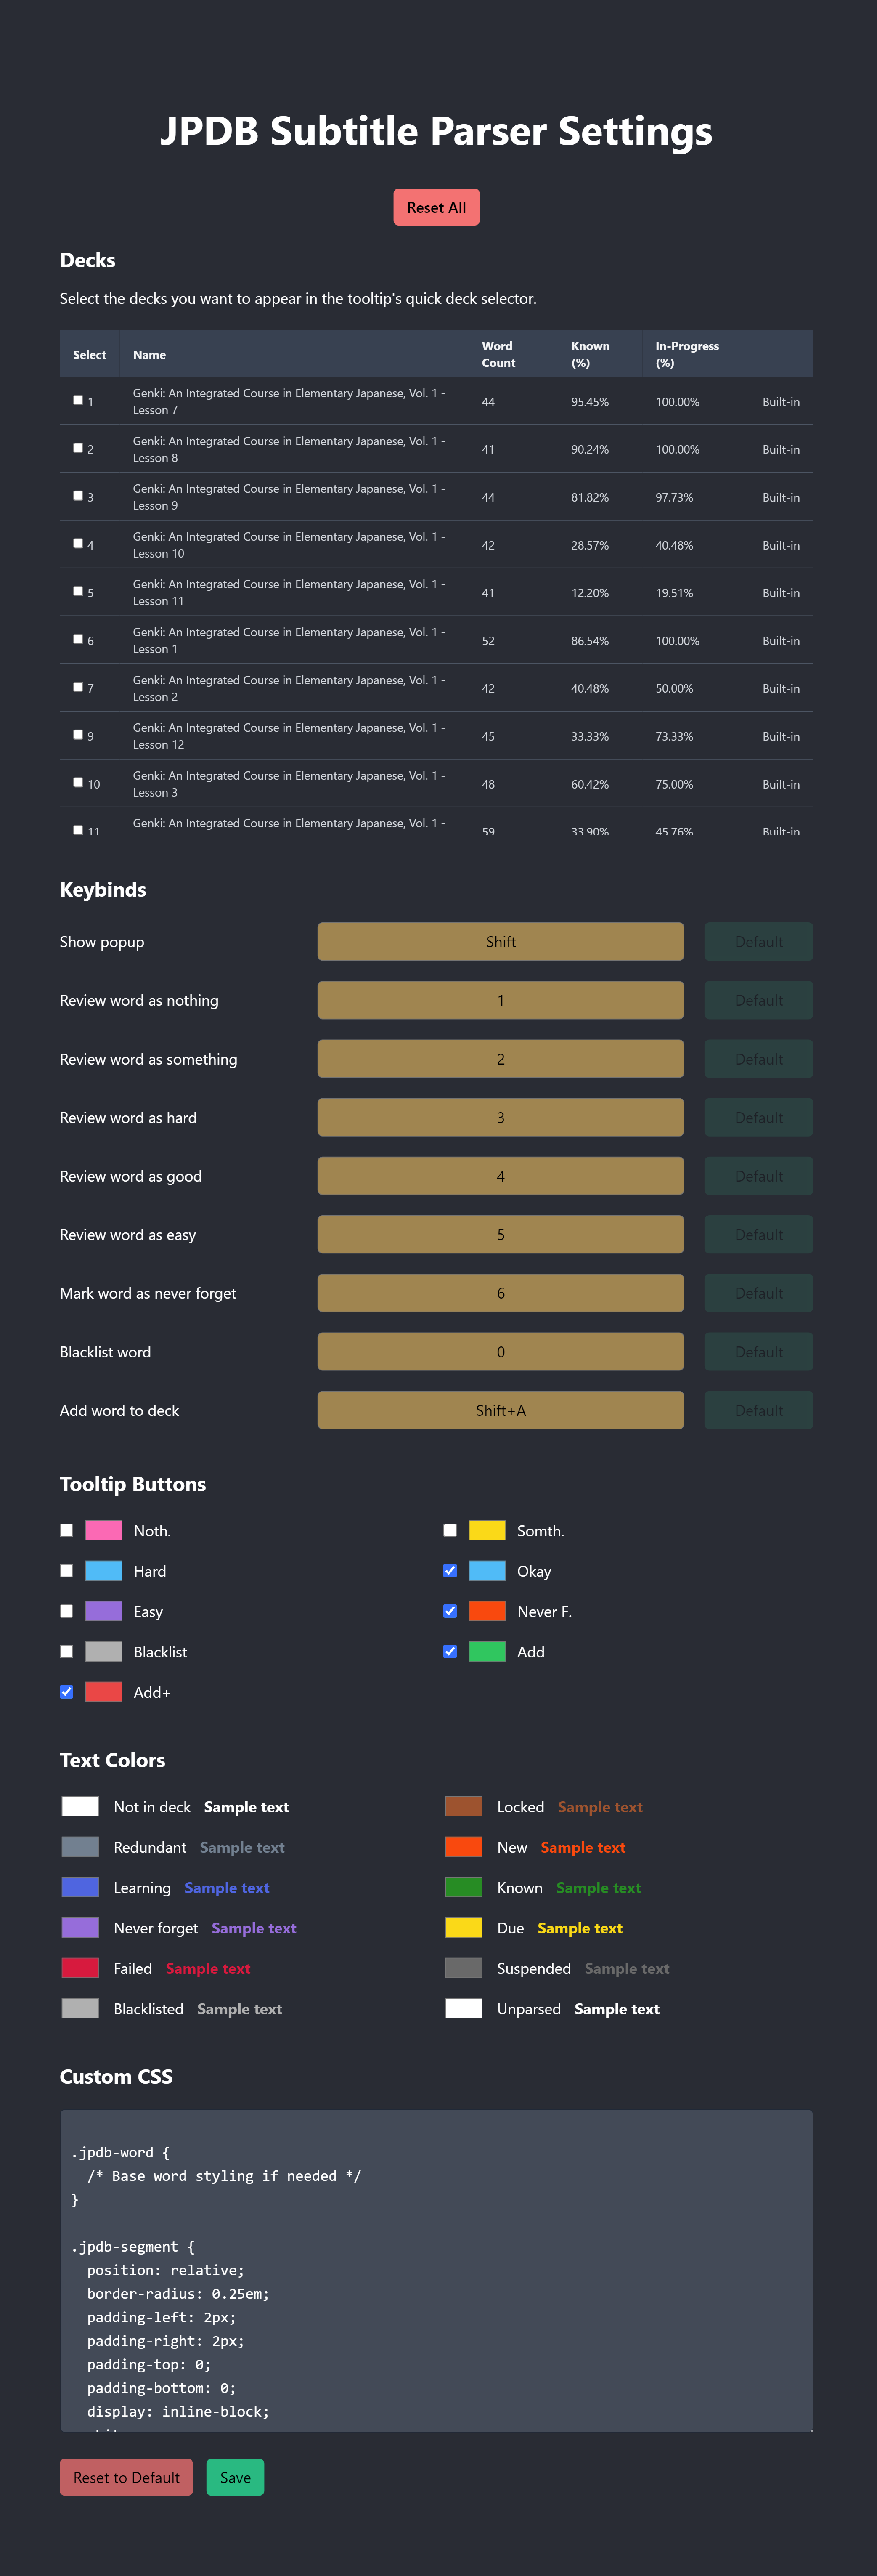 JPDB Subtitle Parser Settings
Reset All
Decks
Select the decks you want to appear in the tooltip's quick deck selector.
Select Name Word Count Known (%) In-Progress (%)
1 Genki: An Integrated Course in Elementary Japanese, Vol. 1 - Lesson 7 44 95.45% 100.00% Built-in
2 Genki: An Integrated Course in Elementary Japanese, Vol. 1 - Lesson 8 41 90.24% 100.00% Built-in
3 Genki: An Integrated Course in Elementary Japanese, Vol. 1 - Lesson 9 44 81.82% 97.73% Built-in
4 Genki: An Integrated Course in Elementary Japanese, Vol. 1 - Lesson 10 42 28.57% 40.48% Built-in
5 Genki: An Integrated Course in Elementary Japanese, Vol. 1 - Lesson 11 41 12.20% 19.51% Built-in
6 Genki: An Integrated Course in Elementary Japanese, Vol. 1 - Lesson 1 52 86.54% 100.00% Built-in
7 Genki: An Integrated Course in Elementary Japanese, Vol. 1 - Lesson 2 42 40.48% 50.00% Built-in
9 Genki: An Integrated Course in Elementary Japanese, Vol. 1 - Lesson 12 45 33.33% 73.33% Built-in
10 Genki: An Integrated Course in Elementary Japanese, Vol. 1 - Lesson 3 48 60.42% 75.00% Built-in
11 Genki: An Integrated Course in Elementary Japanese, Vol. 1 - 59 33.90% 45.76% Built-in
Keybinds
Show popup Shift Default
Review word as nothing 1 Default
Review word as something 2 Default
Review word as hard 3 Default
Review word as good 4 Default
Review word as easy 5 Default
Mark word as never forget 6 Default
Blacklist word 0 Default
Add word to deck Shift+A Default
Tooltip Buttons
Noth. Somth.
Hard Okay
Easy Never F.
Blacklist Add
Add+
Text Colors
Not in deck Sample text Locked Sample text
Redundant Sample text New Sample text
Learning Sample text Known Sample text
Never forget Sample text Due Sample text
Failed Sample text Suspended Sample text
Blacklisted Sample text Unparsed Sample text
Custom CSS
.jpdb-word {
/* Base word styling if needed */
}
.jpdb-segment {
position: relative;
border-radius: 0.25em;
padding-left: 2px;
padding-right: 2px;
padding-top: 0;
padding-bottom: 0;
display: inline-block;
Reset to Default Save